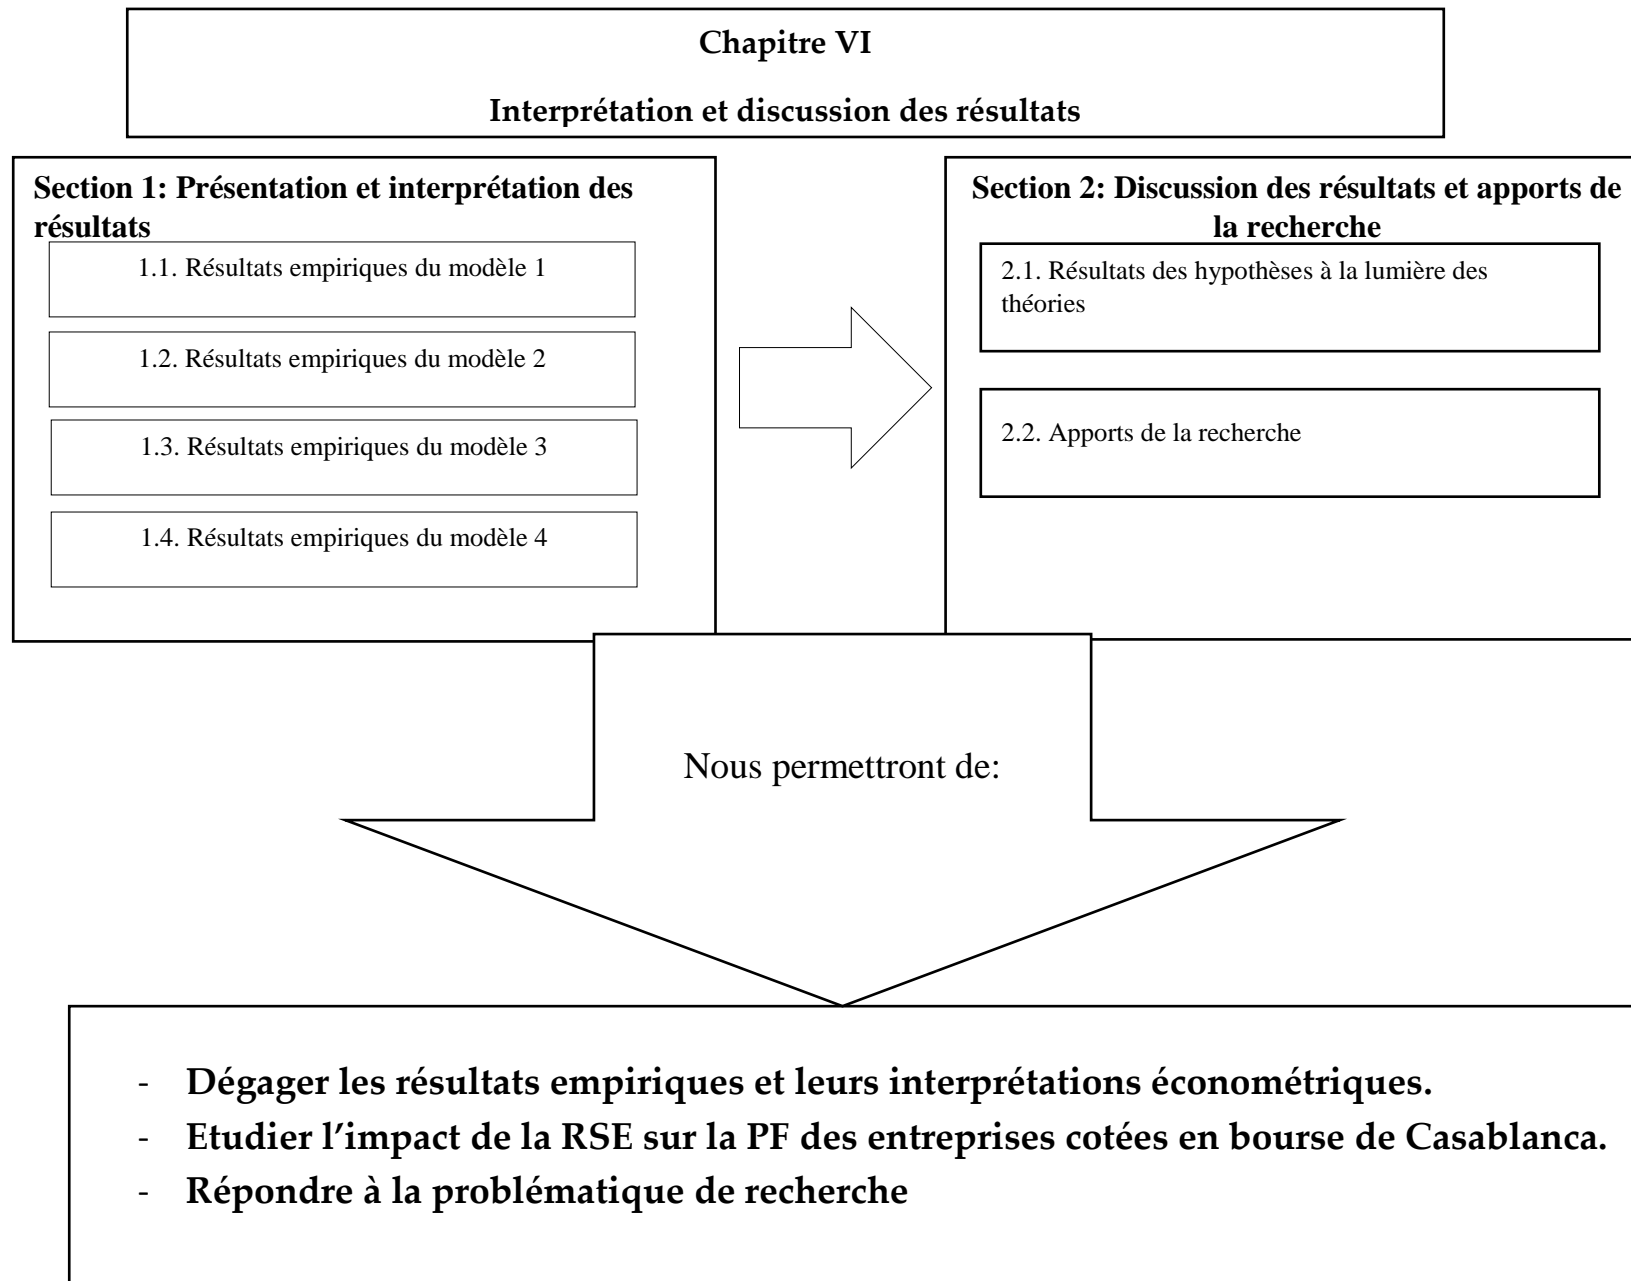 Chapitre VI
Interprétation et discussion des résultats
Section 1: Présentation et interprétation des
résultats
1.1. Résultats empiriques du modèle 1
1.2. Résultats empiriques du modèle 2
1.3. Résultats empiriques du modèle 3
1.4. Résultats empiriques du modèle 4
Section 2: Discussion des résultats et apports de
la recherche
2.1. Résultats des hypothèses à la lumière des
théories
2.2. Apports de la recherche
Nous permettront de:
- Dégager les résultats empiriques et leurs interprétations économétriques.
- Etudier l’impact de la RSE sur la PF des entreprises cotées en bourse de Casablanca.
- Répondre à la problématique de recherche